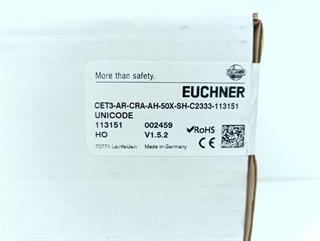 More than safety.
EUCHNER
CET3-AR-CRA-AH-50X-SH-C2333-113151
UNICODE
113151 002459
HO V1.5.2
RoHS
70771 Leinfelden Made in Germany